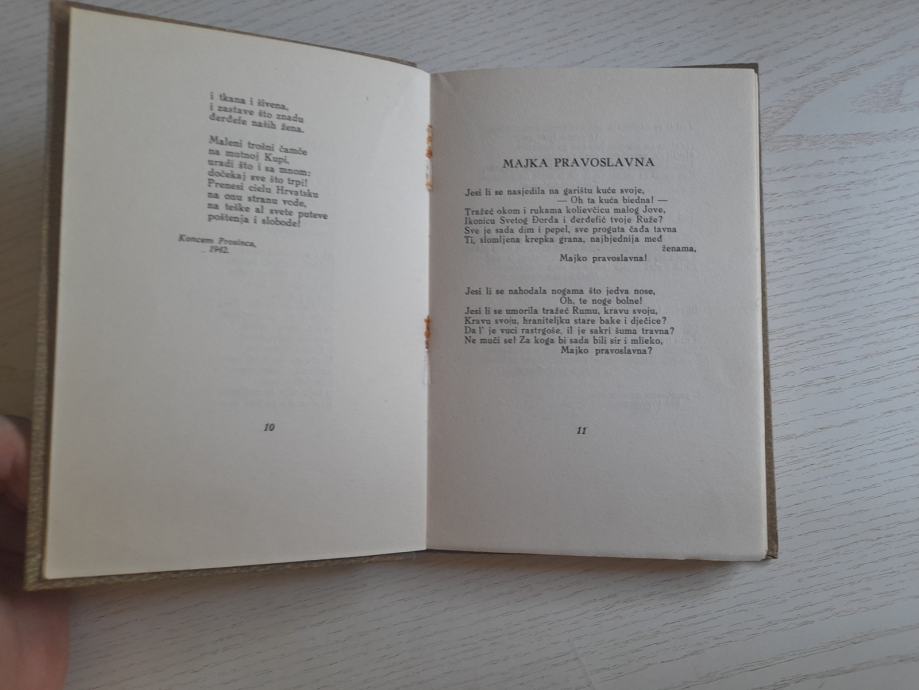 i tkana i šivena,
i zastave što znadu
đerđefe naših žena.
Maleni trošni čamče
na mutnoj Kupi,
uradi što i sa mnom:
dočekaj sve što trpi!
Prenesi cielu Hrvatsku
na onu stranu vode,
na teške al svete puteve
poštenja i slobode!
Koncem Prosinca,
1942.
10
MAJKA PRAVOSLAVNA
Jesi li se nasjedila na garištu kuće svoje,
— Oh ta kuća biedna! —
Tražeć okom i rukama kolievčicu malog Jove,
Ikonicu Svetog Đorđa i đerđefić tvoje Ruže?
Sve je sada dim i pepel, sve proguta čađa tavna
Ti, slomljena krepka grana, najbjednija med
ženama,
Majko pravoslavna!
Jesi li se nahodala nogama što jedva nose,
Oh, te noge bolne!
Jesi li se umorila tražeć Rumu, kravu svoju,
Kravu svoju, hraniteljku stare bake i dječice?
Da l' je vuci rastrgoše, il je sakri šuma travna?
Ne muči se! Za koga bi sada bili sir i mlieko,
Majko pravoslavna?
11